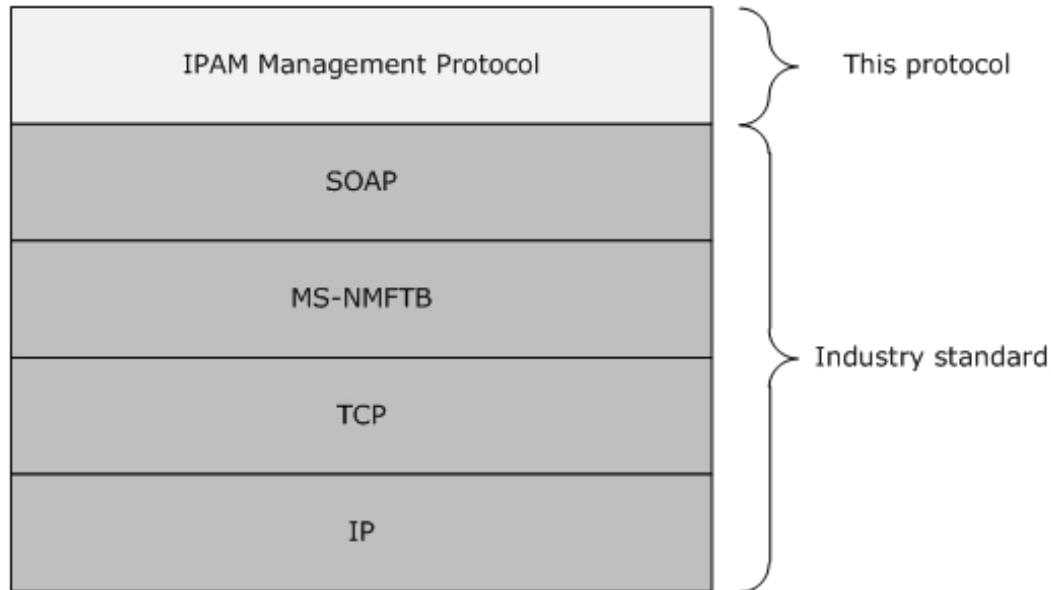 IPAM Management Protocol
This protocol
SOAP
MS-NMFTB
Industry standard
TCP
IP